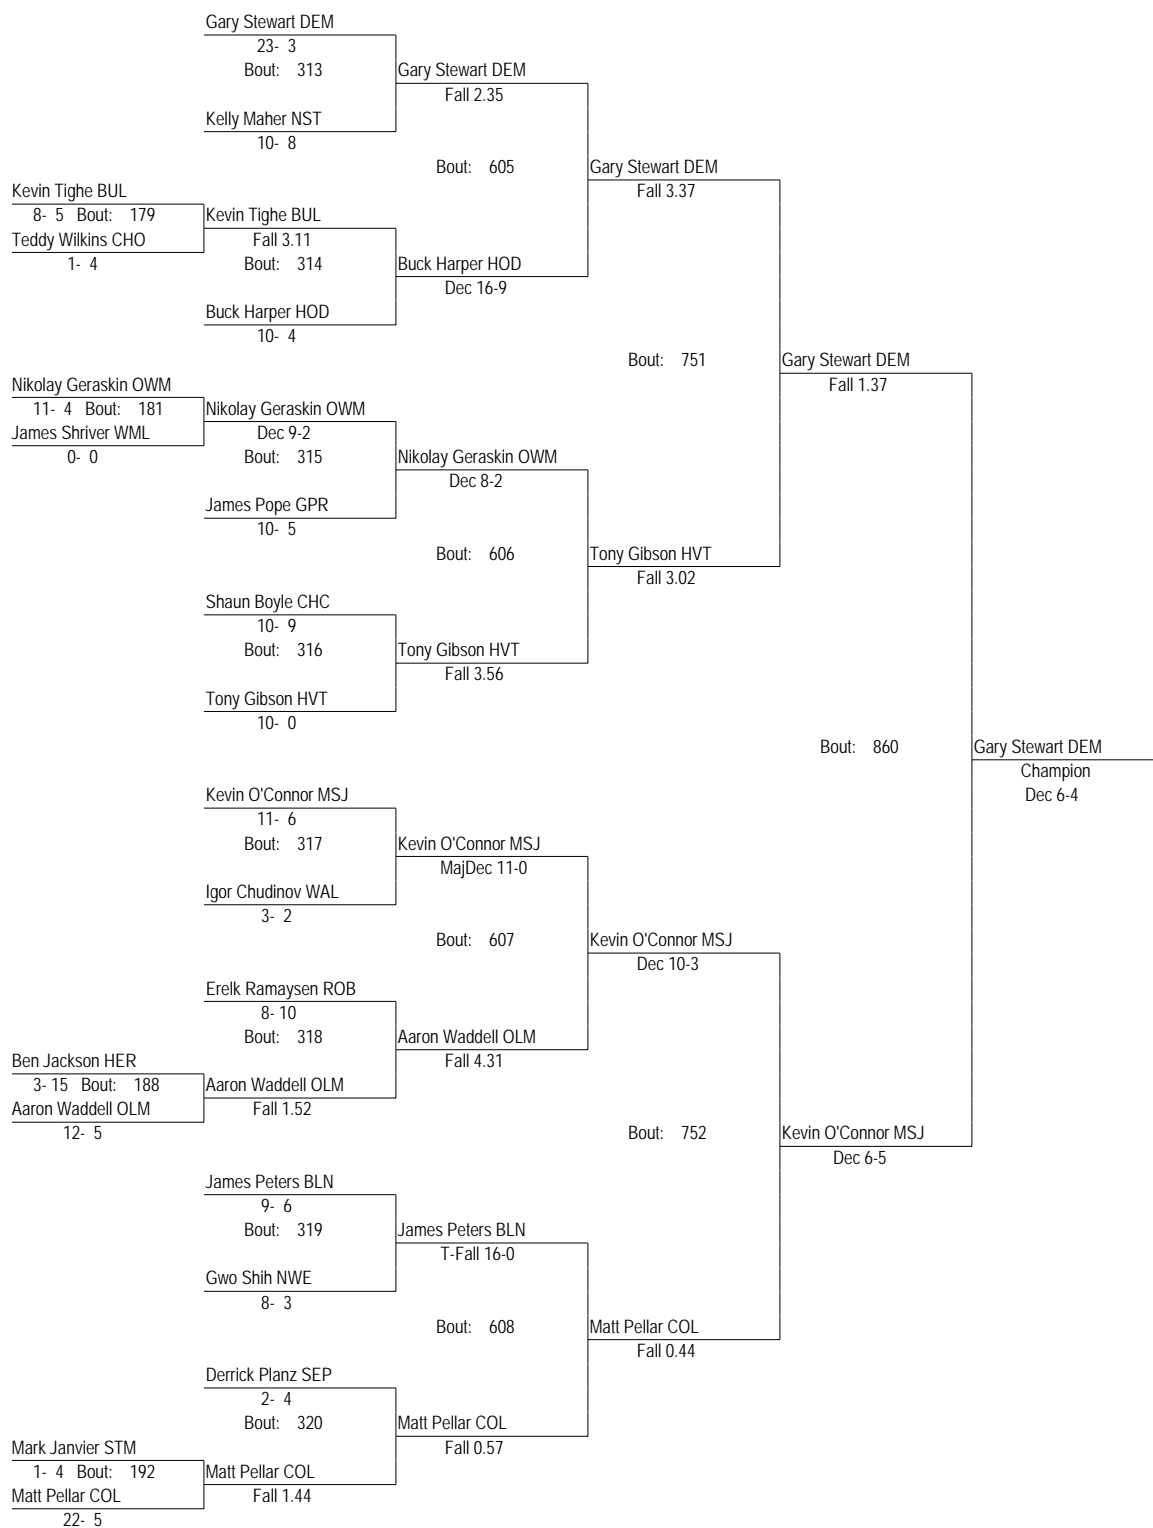 Gary Stewart DEM
23- 3
Bout: 313 Gary Stewart DEM
Fall 2.35
Kelly Maher NST
10- 8
Bout: 605 Gary Stewart DEM
Kevin Tighe BUL Fall 3.37
8- 5 Bout: 179 Kevin Tighe BUL
Teddy Wilkins CHO Fall 3.11
1- 4 Bout: 314 Buck Harper HOD
Dec 16-9
Buck Harper HOD
10- 4
Bout: 751 Gary Stewart DEM
Nikolay Geraskin OWM Fall 1.37
11- 4 Bout: 181 Nikolay Geraskin OWM
James Shriver WML Dec 9-2
0- 0 Bout: 315 Nikolay Geraskin OWM
Dec 8-2
James Pope GPR
10- 5
Bout: 606 Tony Gibson HVT
Fall 3.02
Shaun Boyle CHC
10- 9
Bout: 316 Tony Gibson HVT
Fall 3.56
Tony Gibson HVT
10- 0
Bout: 860 Gary Stewart DEM
Champion
Kevin O'Connor MSJ Dec 6-4
11- 6
Bout: 317 Kevin O'Connor MSJ
MajDec 11-0
Igor Chudinov WAL
3- 2
Bout: 607 Kevin O'Connor MSJ
Dec 10-3
Erelk Ramaysen ROB
8- 10
Bout: 318 Aaron Waddell OLM
Ben Jackson HER Fall 4.31
3- 15 Bout: 188 Aaron Waddell OLM
Aaron Waddell OLM Fall 1.52
12- 5 Bout: 752 Kevin O'Connor MSJ
Dec 6-5
James Peters BLN
9- 6
Bout: 319 James Peters BLN
T-Fall 16-0
Gwo Shih NWE
8- 3
Bout: 608 Matt Pellar COL
Fall 0.44
Derrick Planz SEP
2- 4
Bout: 320 Matt Pellar COL
Mark Janvier STM Fall 0.57
1- 4 Bout: 192 Matt Pellar COL
Matt Pellar COL Fall 1.44
22- 5